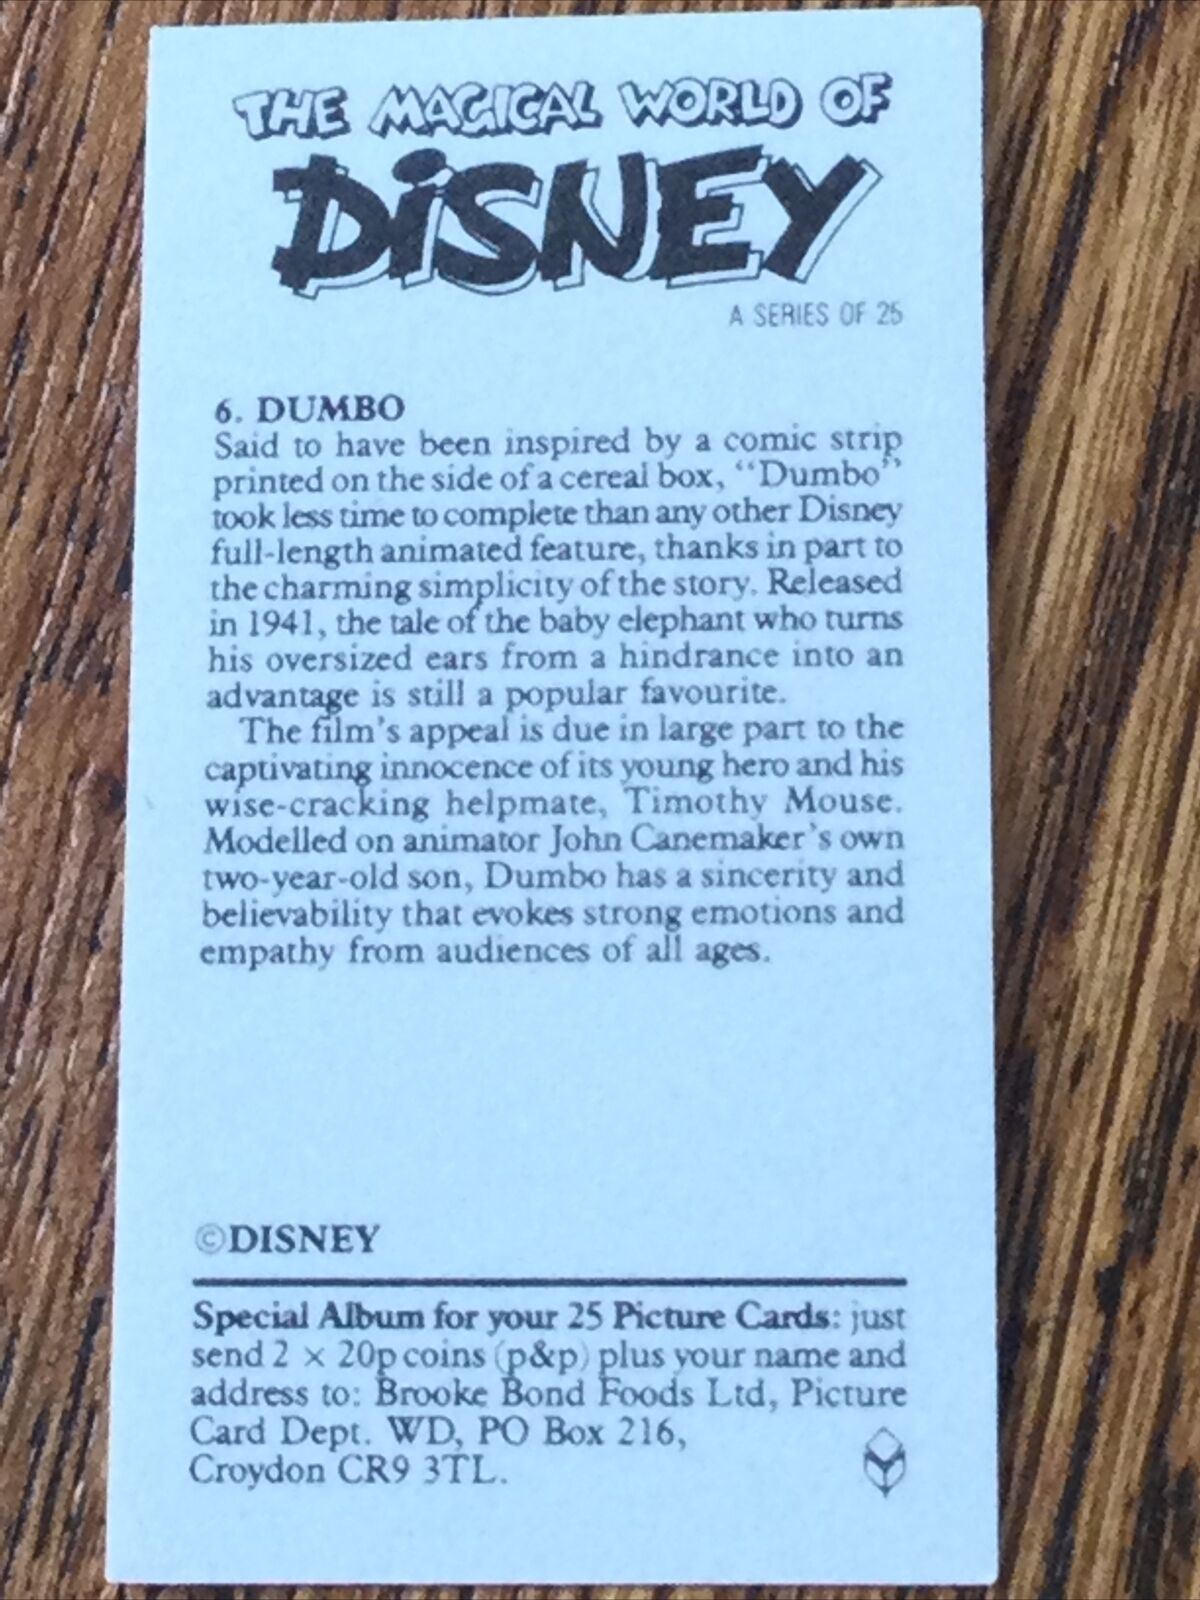 THE MAGICAL WORLD OF
DiSNEY
A SERIES OF 25
6. DUMBO
Said to have been inspired by a comic strip
printed on the side of a cereal box, “Dumbo”
took less time to complete than any other Disney
full-length animated feature, thanks in part to
the charming simplicity of the story. Released
in 1941, the tale of the baby elephant who turns
his oversized ears from a hindrance into an
advantage is still a popular favourite.
The film's appeal is due in large part to the
captivating innocence of its young hero and his
wise-cracking helpmate, Timothy Mouse.
Modelled on animator John Canemaker's own
two-year-old son, Dumbo has a sincerity and
believability that evokes strong emotions and
empathy from audiences of all ages.
©DISNEY
Special Album for your 25 Picture Cards: just
send 2 × 20p coins (p&p) plus your name and
address to: Brooke Bond Foods Ltd, Picture
Card Dept. WD, PO Box 216,
Croydon CR9 3TL.